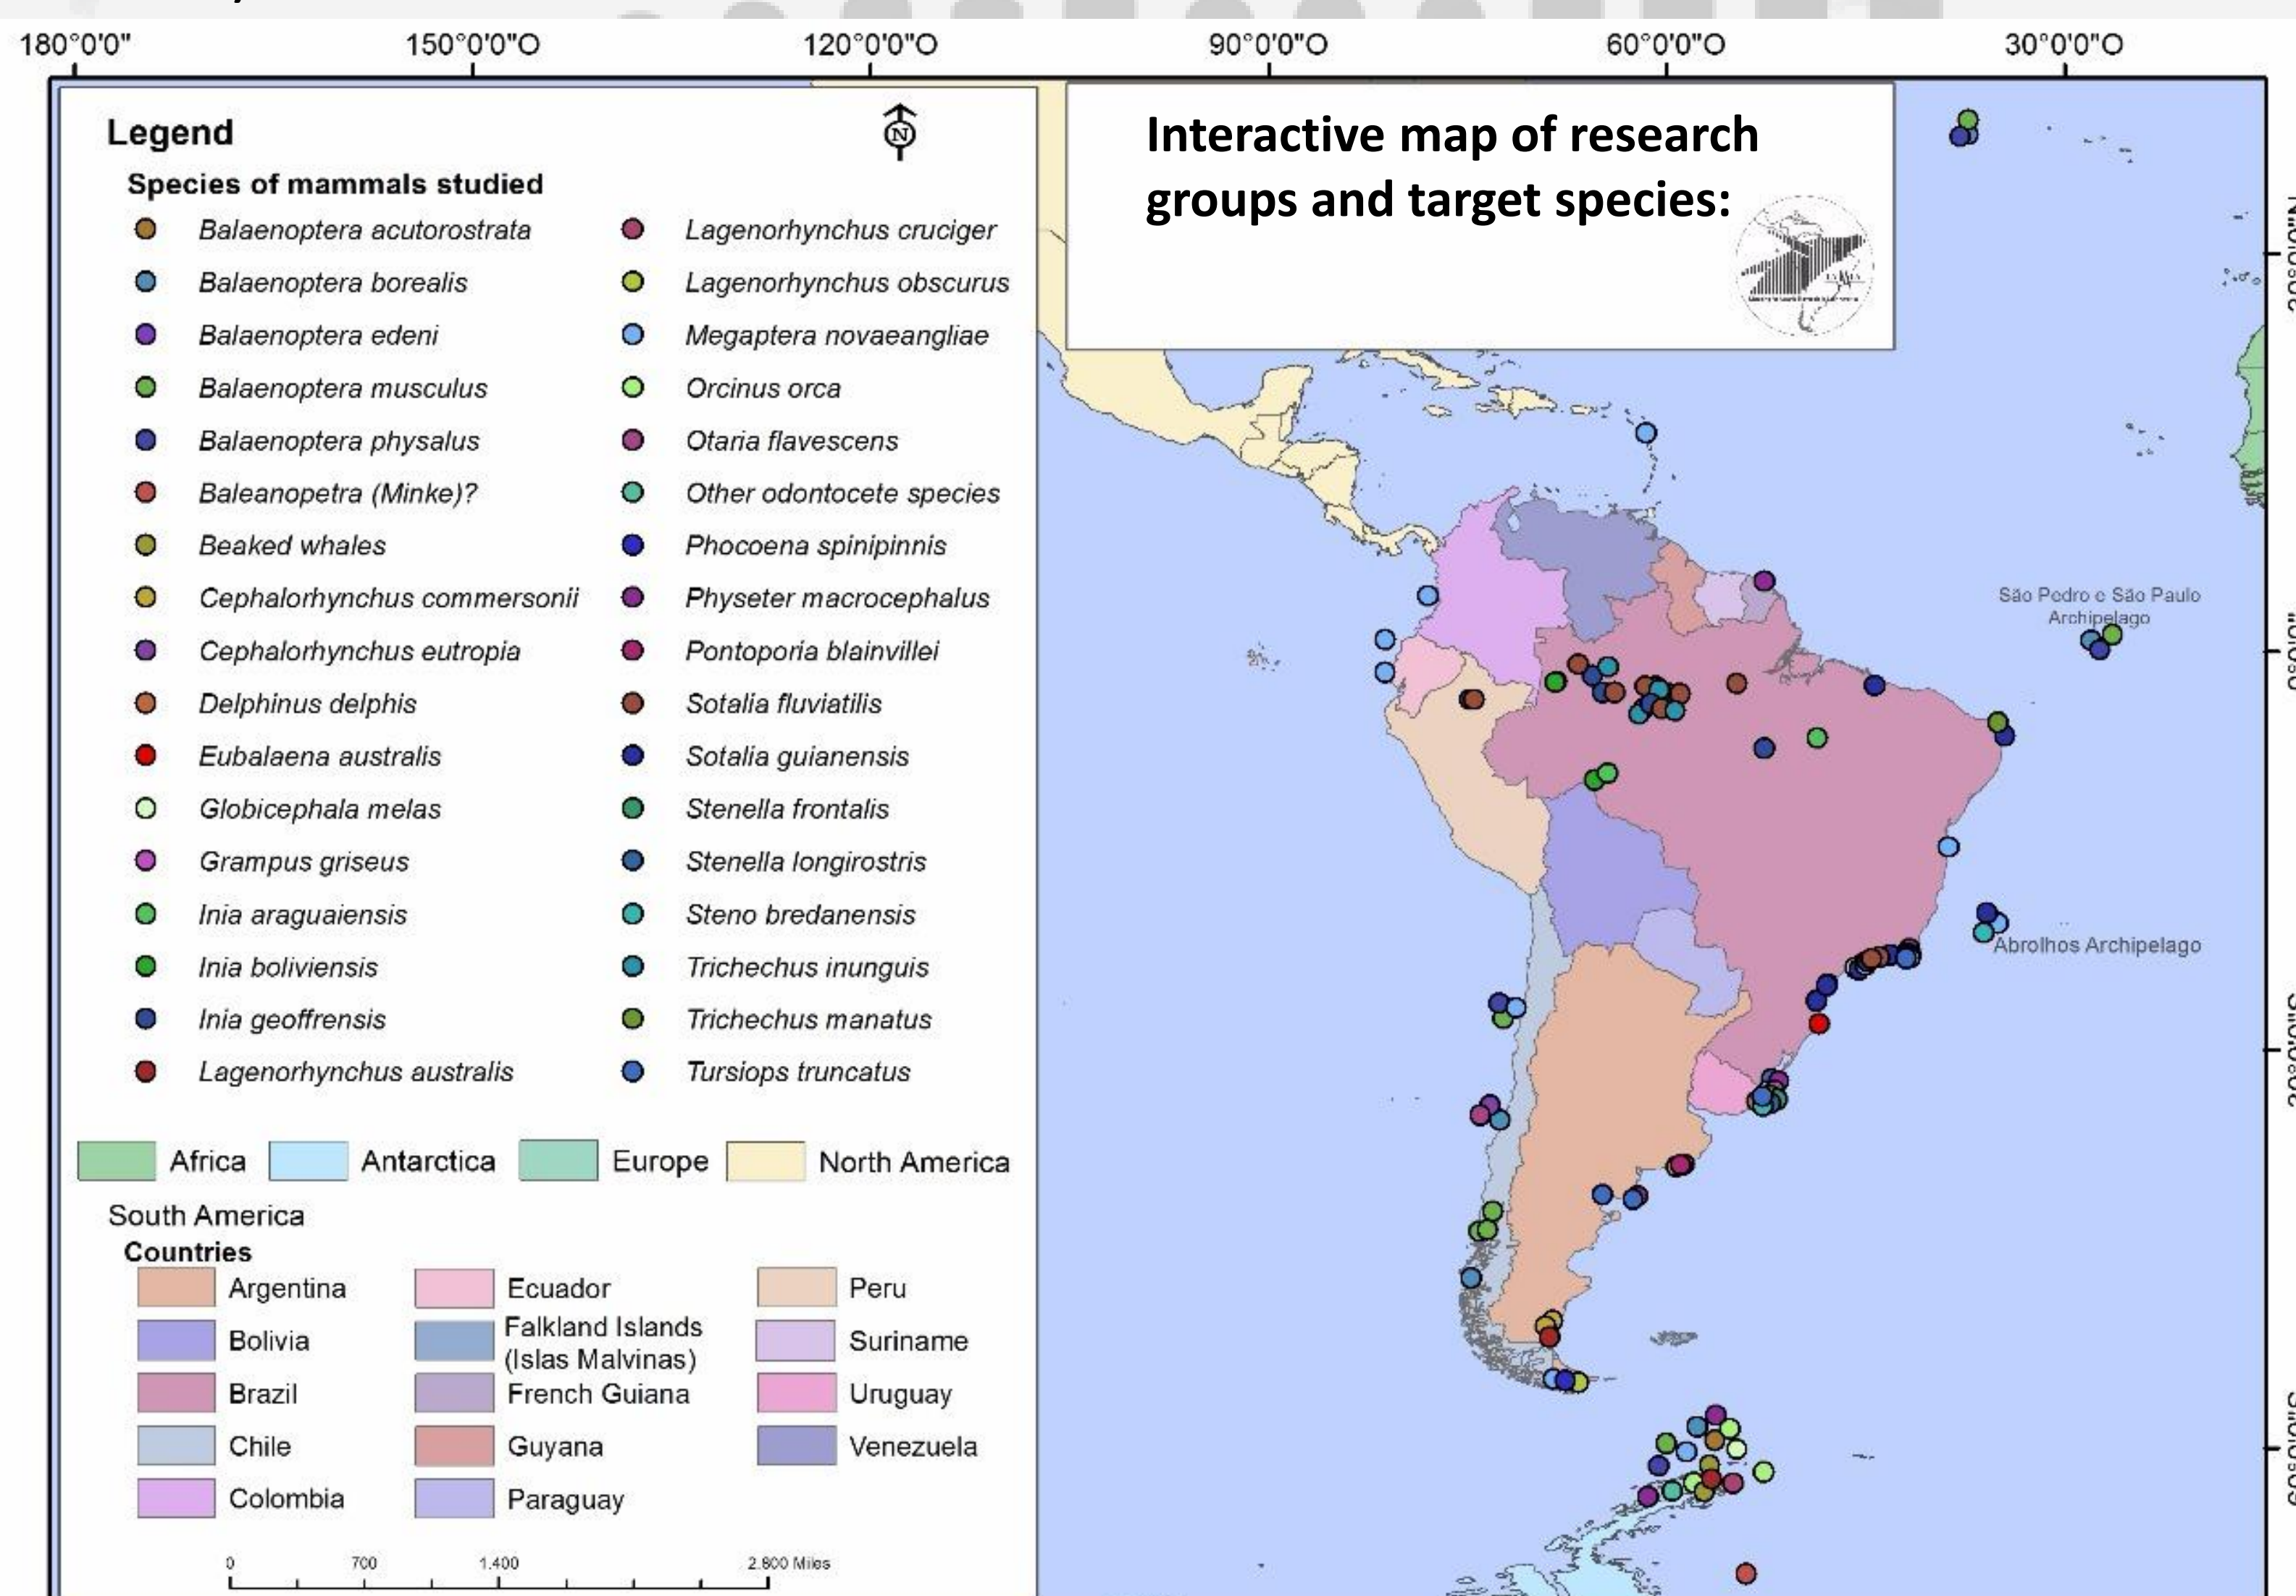 180°0'0" 150°0'0"O 120°0'0"O 90°0'0"O 60°0'0"O 30°0'0"O
Legend
N
Species of mammals studied
Balaenoptera acutorostrata
Balaenoptera borealis
Balaenoptera edeni
Balaenoptera musculus
Balaenoptera physalus
Baleanopetra (Minke)?
Beaked whales
Cephalorhynchus commersonii
Cephalorhynchus eutropia
Delphinus delphis
Eubalaena australis
Globicephala melas
Grampus griseus
Inia araguaiensis
Inia boliviensis
Inia geoffrensis
Lagenorhynchus australis
Lagenorhynchus cruciger
Lagenorhynchus obscurus
Megaptera novaeangliae
Orcinus orca
Otaria flavescens
Other odontocete species
Phocoena spinipinnis
Physeter macrocephalus
Pontoporia blainvillei
Sotalia fluviatilis
Sotalia guianensis
Stenella frontalis
Stenella longirostris
Steno bredanensis
Trichechus inunguis
Trichechus manatus
Tursiops truncatus
Africa Antarctica Europe North America
South America
Countries
Argentina
Bolivia
Brazil
Chile
Colombia
Ecuador
Falkland Islands
(Islas Malvinas)
French Guiana
Guyana
Paraguay
Peru
Suriname
Uruguay
Venezuela
0 700 1.400 2.800 Miles
Interactive map of research
groups and target species:
São Pedro e São Paulo
Archipelago
Abrolhos Archipelago